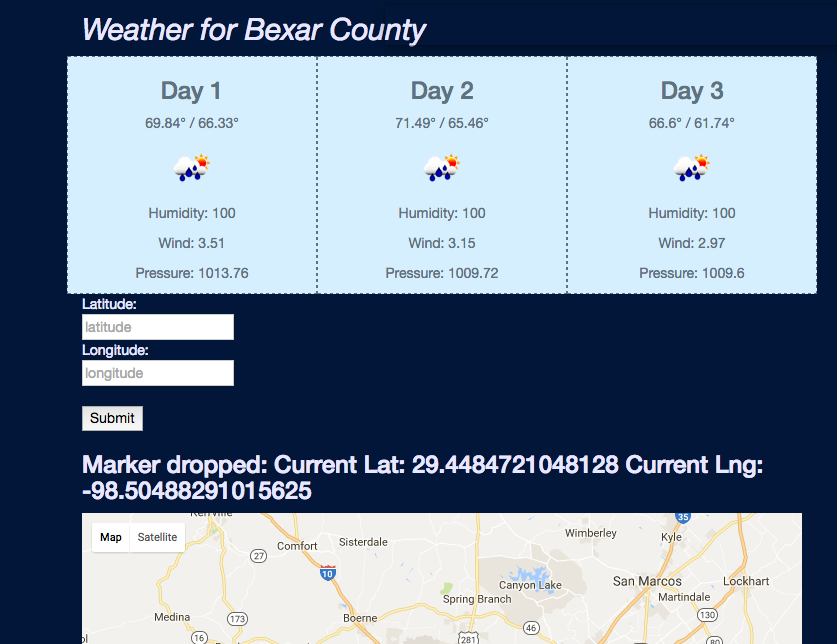 Weather for Bexar County
Day 1
69.84° / 66.33°
Humidity: 100
Wind: 3.51
Pressure: 1013.76
Day 2
71.49° / 65.46°
Humidity: 100
Wind: 3.15
Pressure: 1009.72
Day 3
66.6° / 61.74°
Humidity: 100
Wind: 2.97
Pressure: 1009.6
Latitude:
latitude
Longitude:
longitude
Submit
Marker dropped: Current Lat: 29.4484721048128 Current Lng:
-98.50488291015625
Kerrville
Map
Satellite
35
Wimberley
Kyle
Comfort
Sisterdale
27
10
Canyon Lake
San Marcos
Lockhart
Spring Branch
Martindale
Medina
173
Boerne
130
46
16
281
80